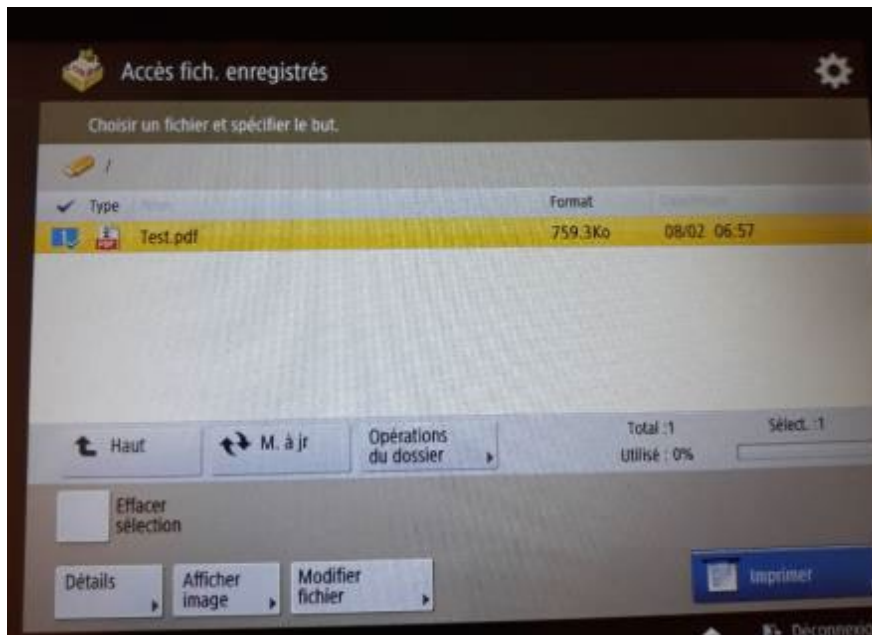 Accès fich. enregistrés
Choisir un fichier et spécifier le but.
/
Type Format
1 Test.pdf 759.3Ko 08/02 06:57
Haut
M. à jr
Opérations
du dossier
Total :1
Sélect. :1
Utilisé : 0%
Effacer
sélection
Détails
Afficher
image
Modifier
fichier
Imprimer
Déconnexion